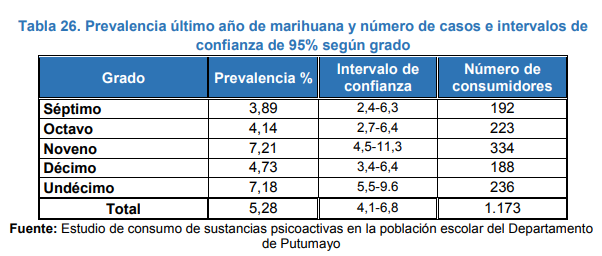 Tabla 26. Prevalencia último año de marihuana y número de casos e intervalos de
confianza de 95% según grado
Grado Prevalencia % Intervalo de confianza Número de consumidores
Séptimo 3,89 2,4-6,3 192
Octavo 4,14 2,7-6,4 223
Noveno 7,21 4,5-11,3 334
Décimo 4,73 3,4-6,4 188
Undécimo 7,18 5,5-9.6 236
Total 5,28 4,1-6,8 1.173
Fuente: Estudio de consumo de sustancias psicoactivas en la población escolar del Departamento
de Putumayo